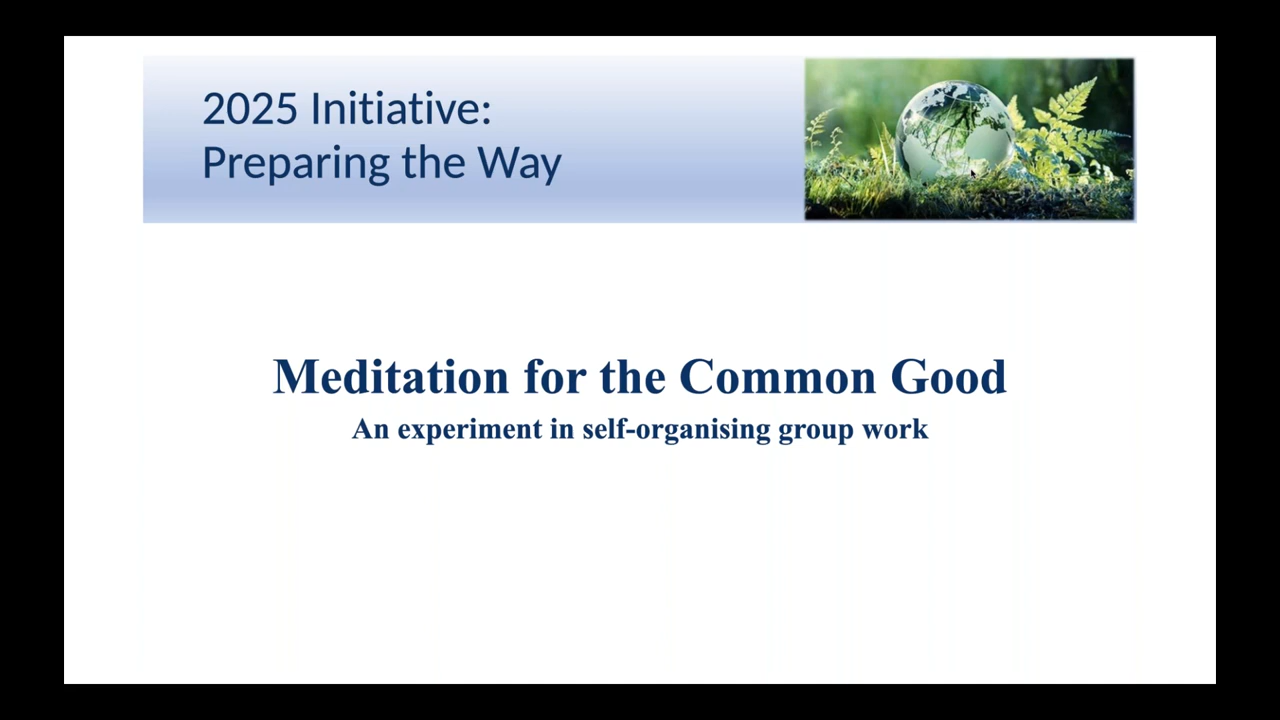 2025 Initiative:
Preparing the Way
Meditation for the Common Good
An experiment in self-organising group work